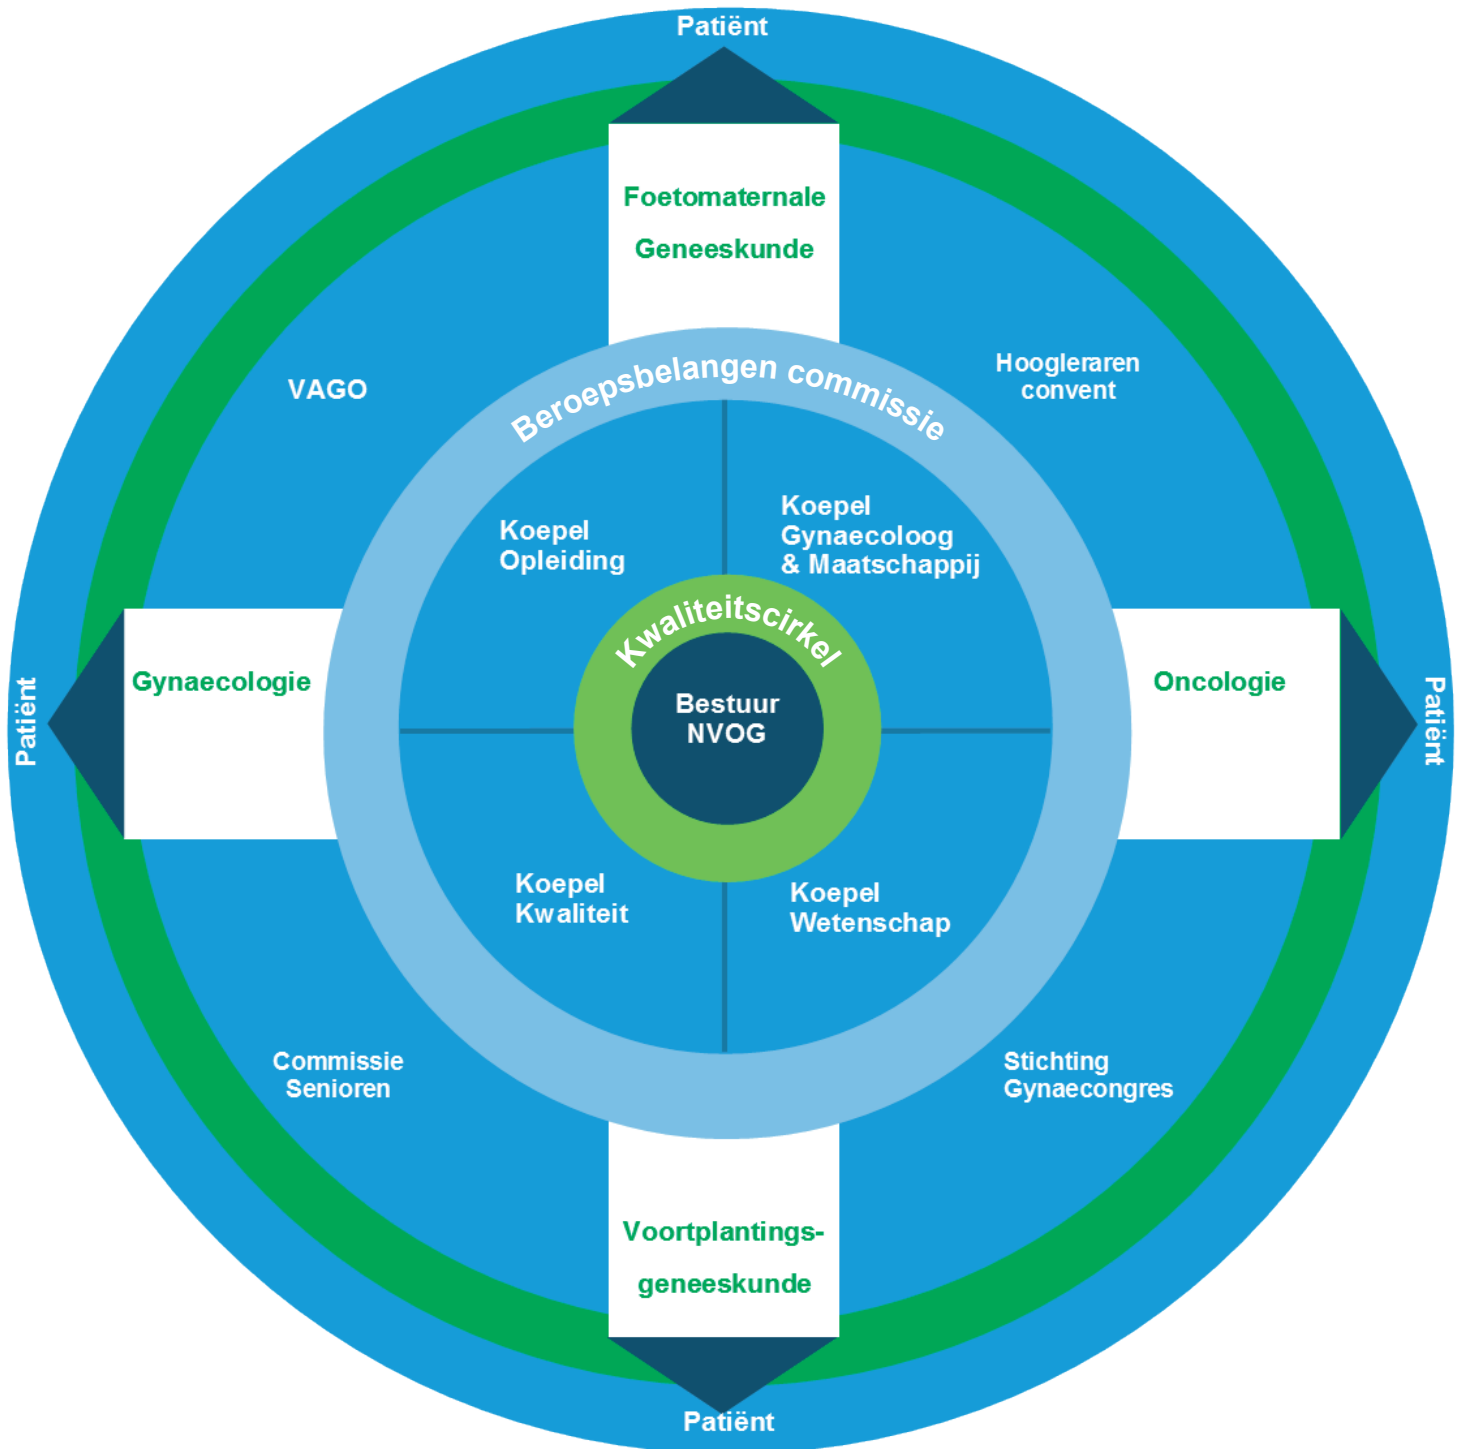 Patiënt
Foetomaternale
Geneeskunde
VAGO
Hoogleraren
convent
Beroepsbelangen commissie
Koepel
Opleiding
Koepel
Gynaecoloog
& Maatschappij
Kwaliteitscirkel
Bestuur
NVOG
Patiënt
Gynaecologie
Oncologie
Patiënt
Koepel
Kwaliteit
Koepel
Wetenschap
Commissie
Senioren
Stichting
Gynaecongres
Voortplantings-
geneeskunde
Patiënt